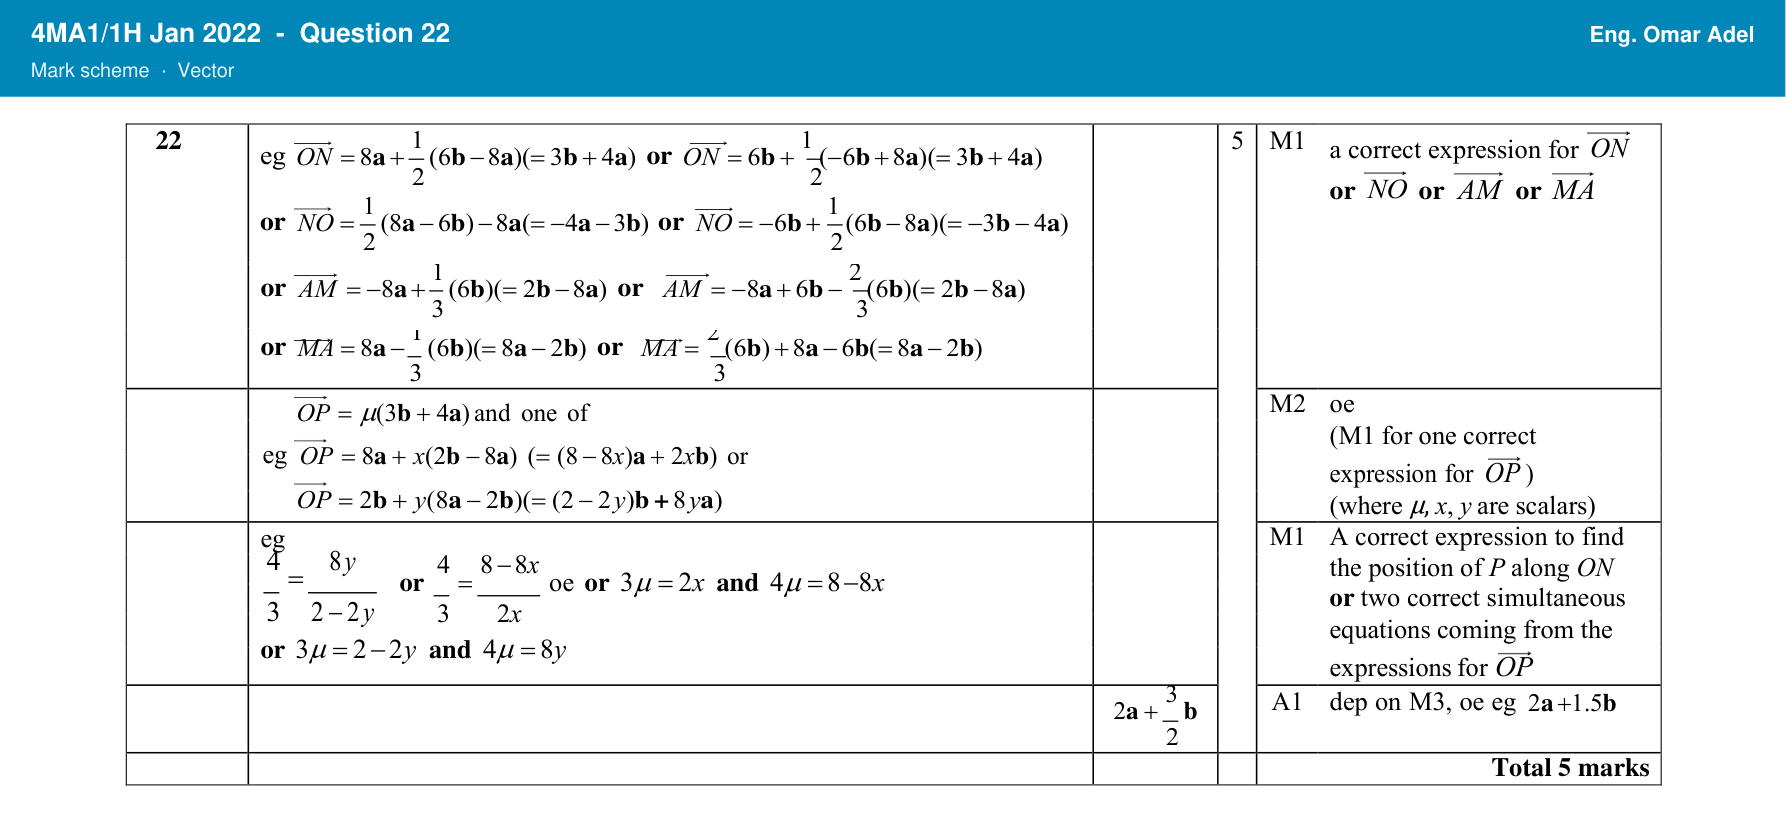 4MA1/1H Jan 2022 - Question 22
Eng. Omar Adel
Mark scheme · Vector
22
eg ON = 8a + 1/2 (6b − 8a)(= 3b + 4a) or ON = 6b + 1/2 (−6b + 8a)(= 3b + 4a)
or NO = 1/2 (8a − 6b) − 8a(= −4a − 3b) or NO = −6b + 1/2 (6b − 8a)(= −3b − 4a)
or AM = −8a + 1/3 (6b)(= 2b − 8a) or AM = −8a + 6b − 2/3 (6b)(= 2b − 8a)
or MA = 8a − 1/3 (6b)(= 8a − 2b) or MA = 2/3 (6b) + 8a − 6b(= 8a − 2b)
5
M1
a correct expression for ON
or NO or AM or MA
OP = μ(3b + 4a) and one of
eg OP = 8a + x(2b − 8a) (= (8 − 8x)a + 2xb) or
OP = 2b + y(8a − 2b)(= (2 − 2y)b + 8ya)
M2 oe
(M1 for one correct
expression for OP )
(where μ, x, y are scalars)
eg
4/3 = 8y/(2 − 2y) or 4/3 = (8 − 8x)/2x oe or 3μ = 2x and 4μ = 8−8x
or 3μ = 2 − 2y and 4μ = 8y
M1 A correct expression to find
the position of P along ON
or two correct simultaneous
equations coming from the
expressions for OP
2a + 3/2 b
A1 dep on M3, oe eg 2a+1.5b
Total 5 marks